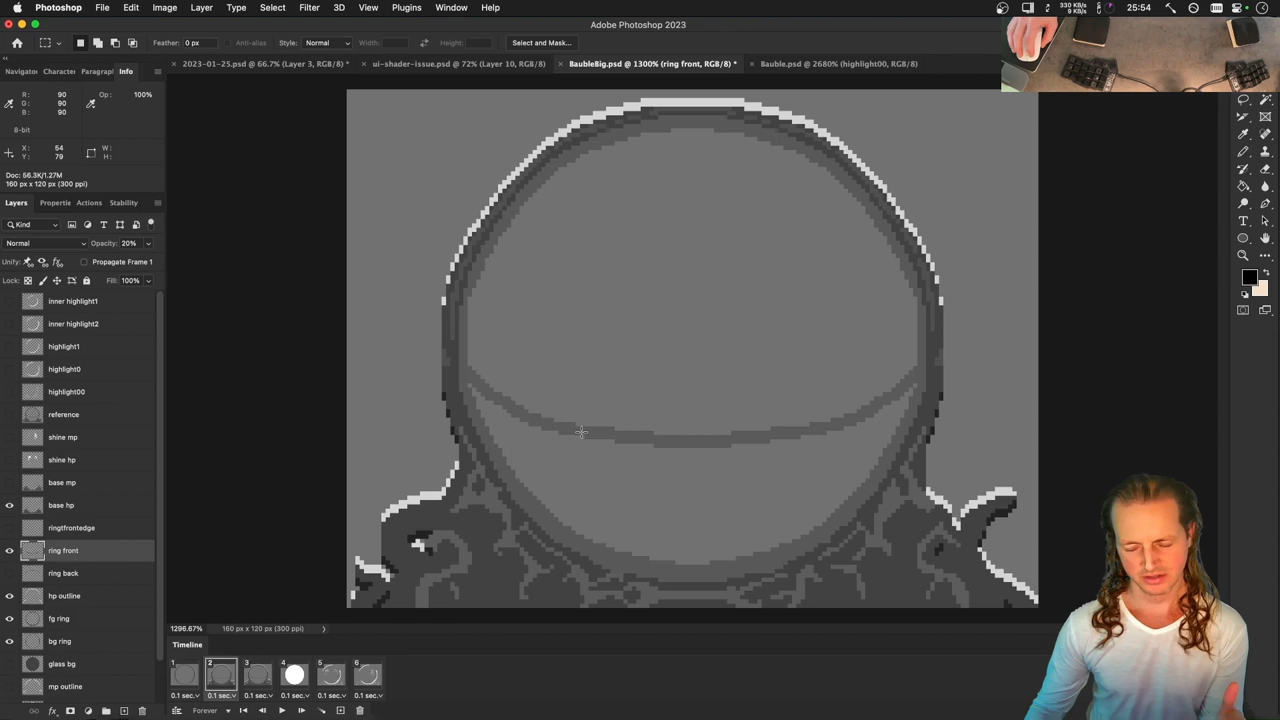 Photoshop File Edit Image Layer Type Select Filter 3D View Plugins Window Help
330 KB/s
9 KB/s
25:54
Adobe Photoshop 2023
Feather: 0 px Anti-alias Style: Normal Width: Height: Select and Mask...
2023-01-25.psd @ 66.7% (Layer 3, RGB/8) * ui-shader-issue.psd @ 72% (Layer 10, RGB/8) BaubleBig.psd @ 1300% (ring front, RGB/8) * Bauble.psd @ 2680% (highlight00, RGB/8)
Navigator Character Paragraph Info
R: 90 Op: 100%
G: 90
B: 90
8-bit
X: 54 W:
Y: 79 H:
Doc: 56.3K/1.27M
160 px x 120 px (300 ppi)
Layers Propertie Actions Stability
Kind
Normal Opacity: 20%
Unify: Propagate Frame 1
Lock: Fill: 100%
inner highlight1
inner highlight2
highlight1
highlight0
highlight00
reference
shine mp
shine hp
base mp
base hp
ringtfrontedge
ring front
ring back
hp outline
fg ring
bg ring
glass bg
mp outline
1296.67% 160 px x 120 px (300 ppi)
Timeline
1 2 3 4 5 6
0.1 sec. 0.1 sec. 0.1 sec. 0.1 sec. 0.1 sec. 0.1 sec.
Forever
fx